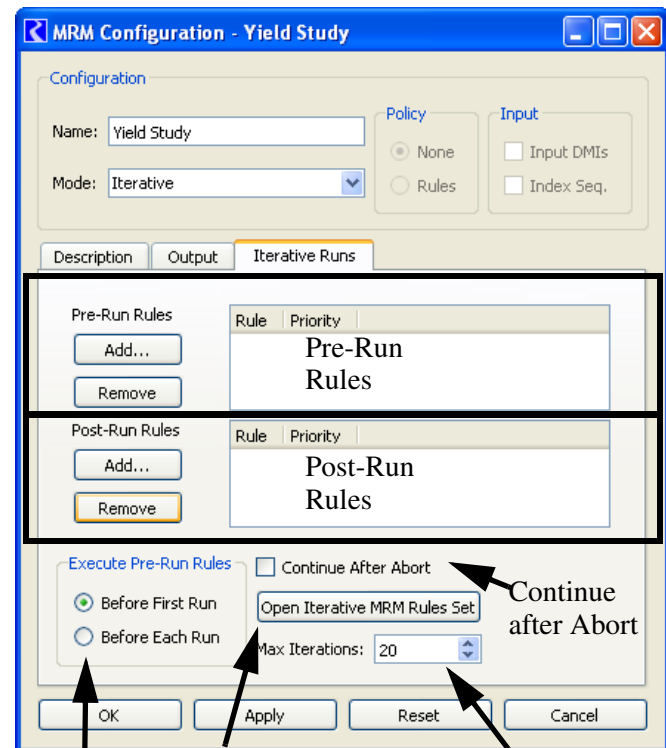 MRM Configuration - Yield Study
Configuration
Name: Yield Study
Mode: Iterative
Policy
None
Rules
Input
Input DMIs
Index Seq.
Description Output Iterative Runs
Pre-Run Rules
Add...
Remove
Rule Priority
Pre-Run
Rules
Post-Run Rules
Add...
Remove
Rule Priority
Post-Run
Rules
Execute Pre-Run Rules
Before First Run
Before Each Run
Continue After Abort
Open Iterative MRM Rules Set
Max Iterations: 20
Continue
after Abort
OK Apply Reset Cancel